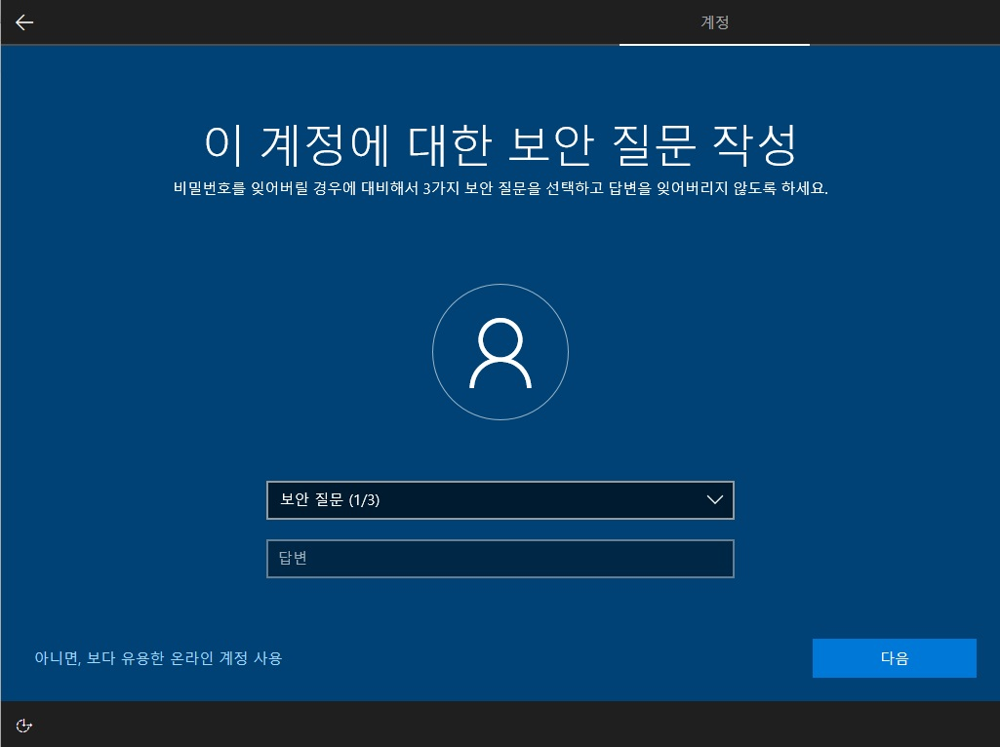 계정
이 계정에 대한 보안 질문 작성
비밀번호를 잊어버릴 경우에 대비해서 3가지 보안 질문을 선택하고 답변을 잊어버리지 않도록 하세요.
보안 질문 (1/3)
답변
아니면, 보다 유용한 온라인 계정 사용
다음